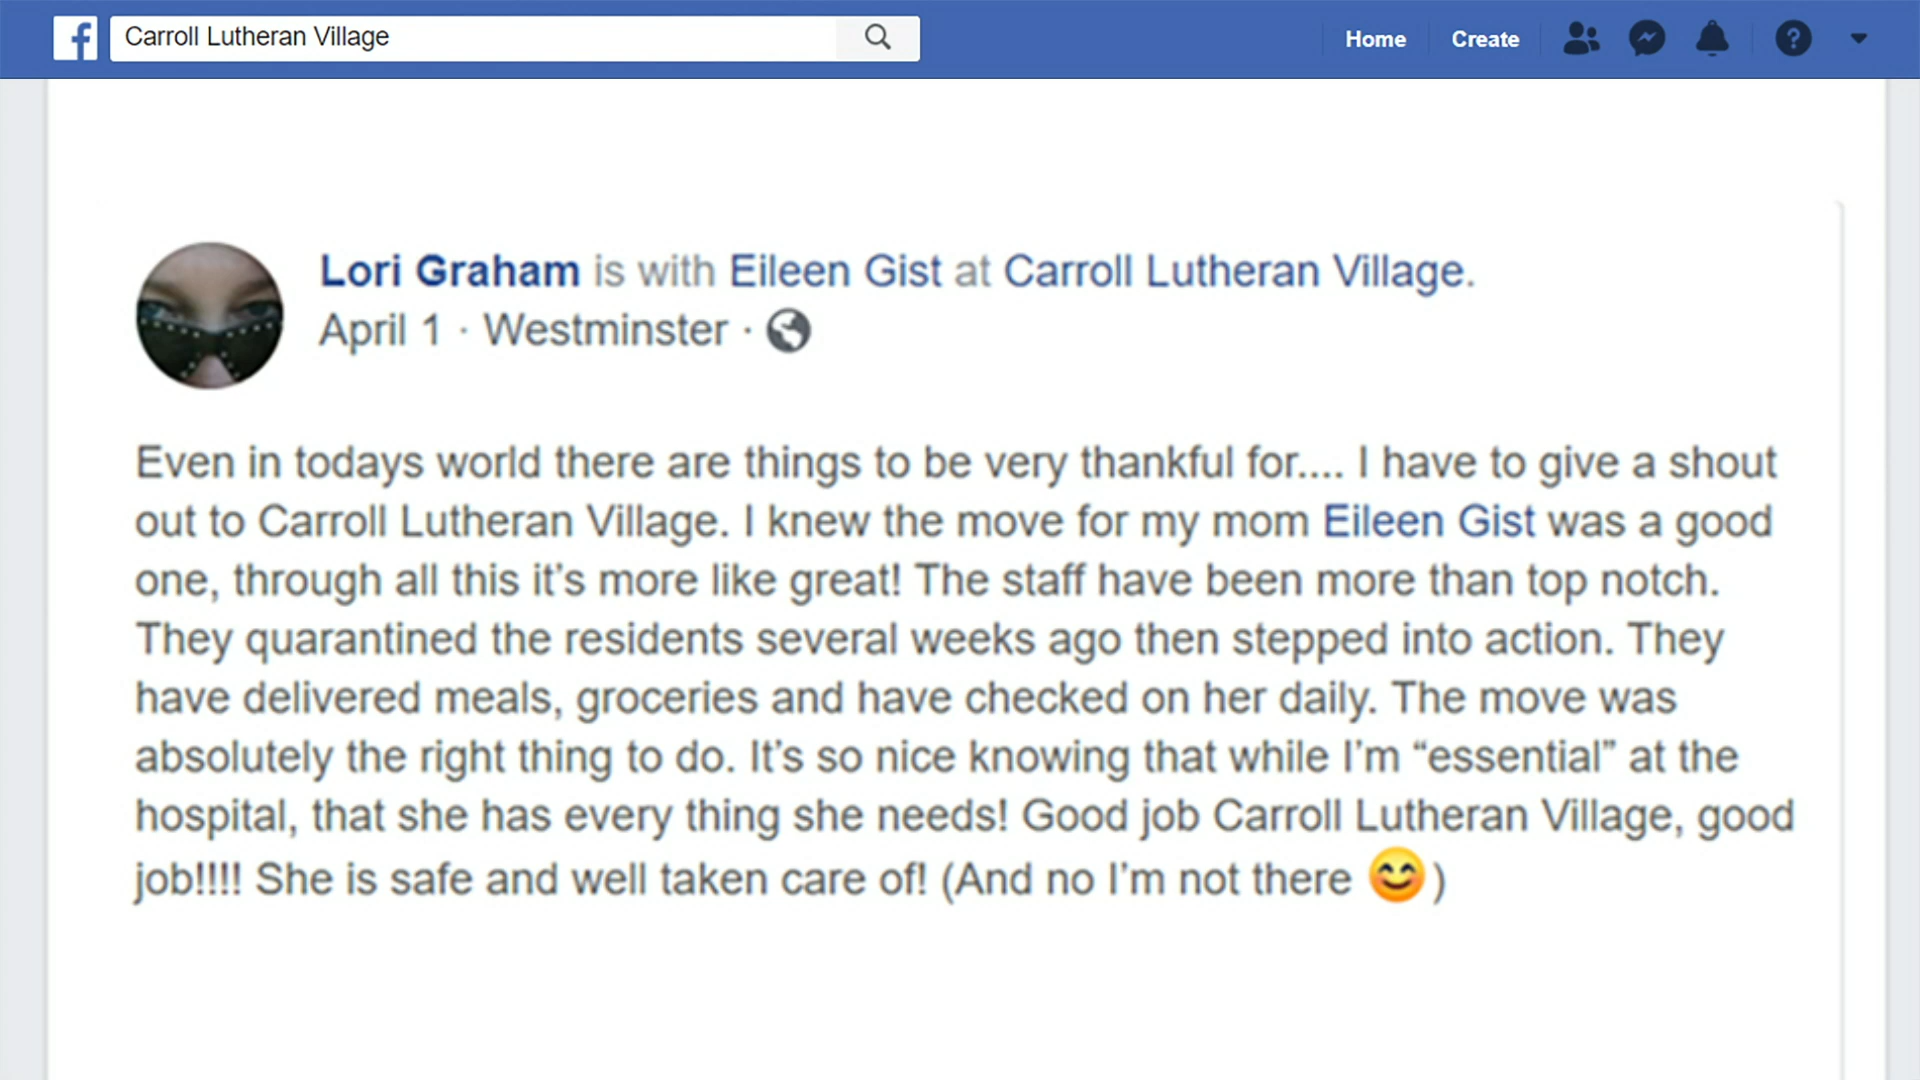 Carroll Lutheran Village
Home Create
Lori Graham is with Eileen Gist at Carroll Lutheran Village.
April 1 · Westminster ·
Even in todays world there are things to be very thankful for.... I have to give a shout
out to Carroll Lutheran Village. I knew the move for my mom Eileen Gist was a good
one, through all this it's more like great! The staff have been more than top notch.
They quarantined the residents several weeks ago then stepped into action. They
have delivered meals, groceries and have checked on her daily. The move was
absolutely the right thing to do. It's so nice knowing that while I'm “essential” at the
hospital, that she has every thing she needs! Good job Carroll Lutheran Village, good
job!!!! She is safe and well taken care of! (And no I'm not there 😊)